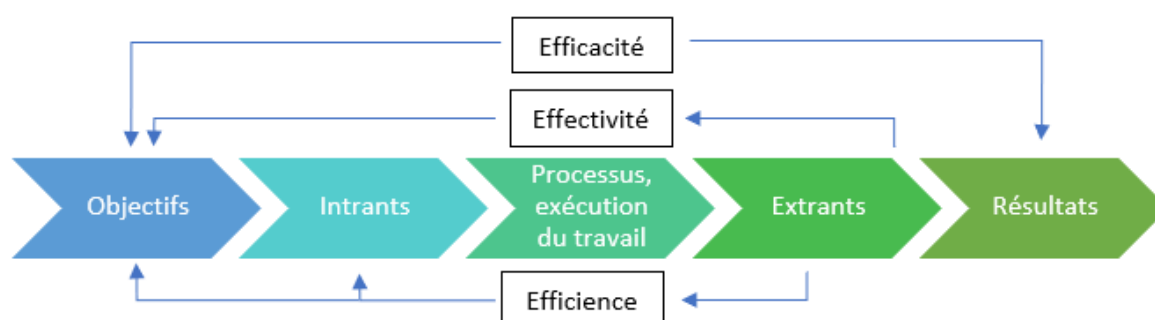 Efficacité
Effectivité
Objectifs
Intrants
Processus,
exécution
du travail
Extrants
Résultats
Efficience